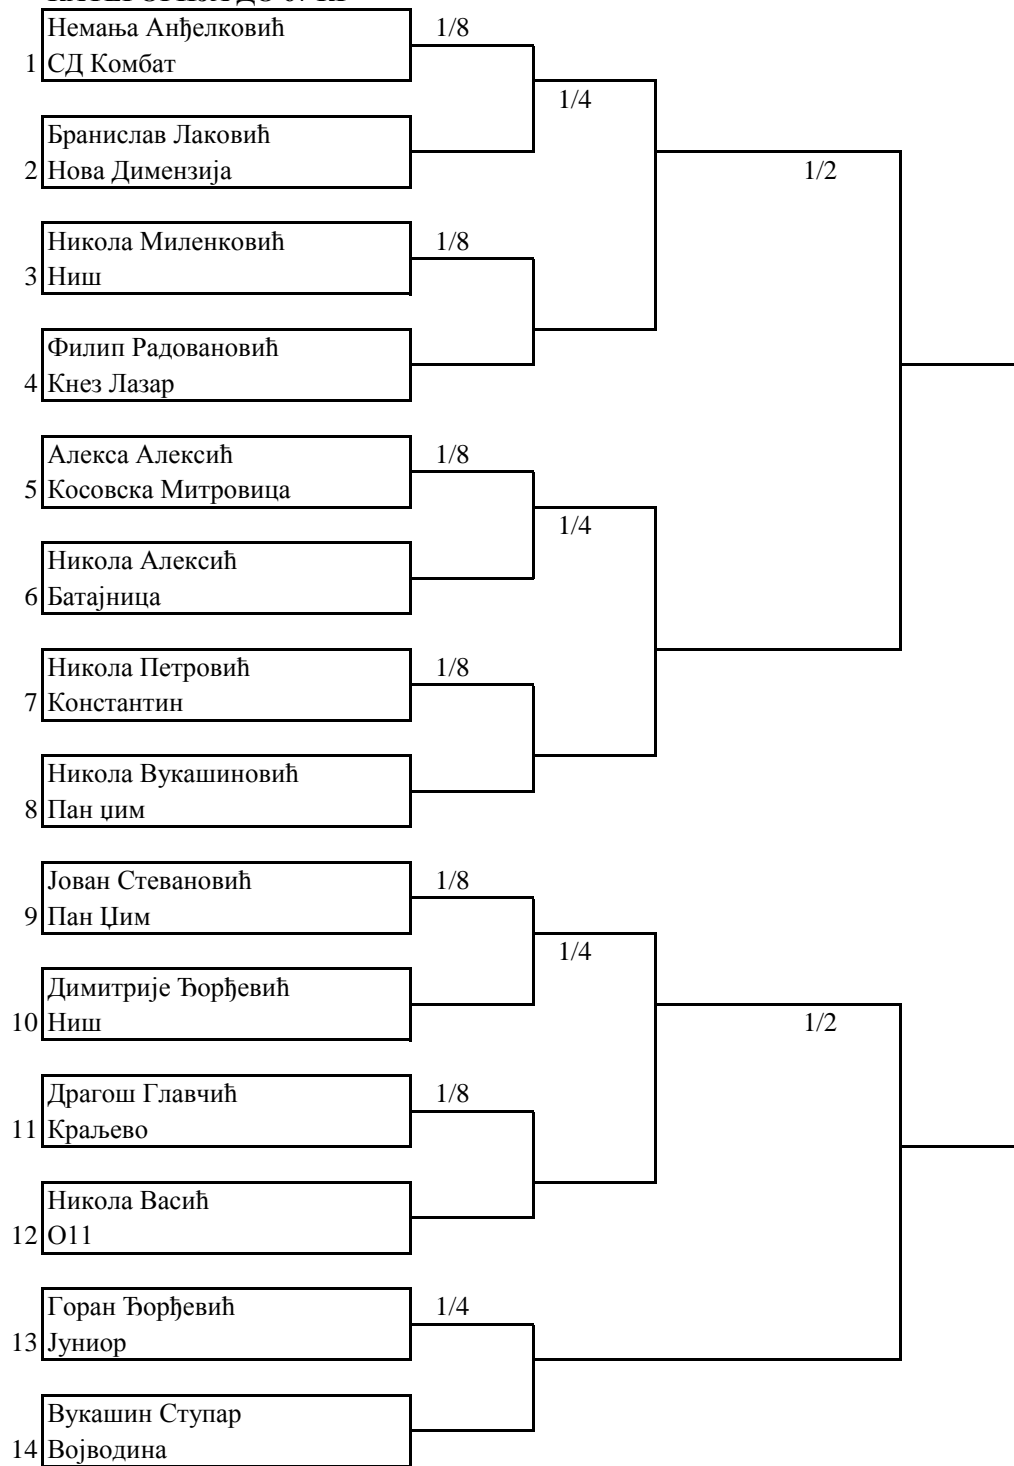 Немања Анђелковић 1/8
1 СД Комбат
1/4
Бранислав Лаковић
2 Нова Димензија 1/2
Никола Миленковић 1/8
3 Ниш
Филип Радовановић
4 Кнез Лазар
Алекса Алексић 1/8
5 Косовска Митровица
1/4
Никола Алексић
6 Батајница
Никола Петровић 1/8
7 Константин
Никола Вукашиновић
8 Пан џим
Јован Стевановић 1/8
9 Пан Џим
1/4
Димитрије Ђорђевић
10 Ниш 1/2
Драгош Главчић 1/8
11 Краљево
Никола Васић
12 О11
Горан Ђорђевић 1/4
13 Јуниор
Вукашин Ступар
14 Војводина